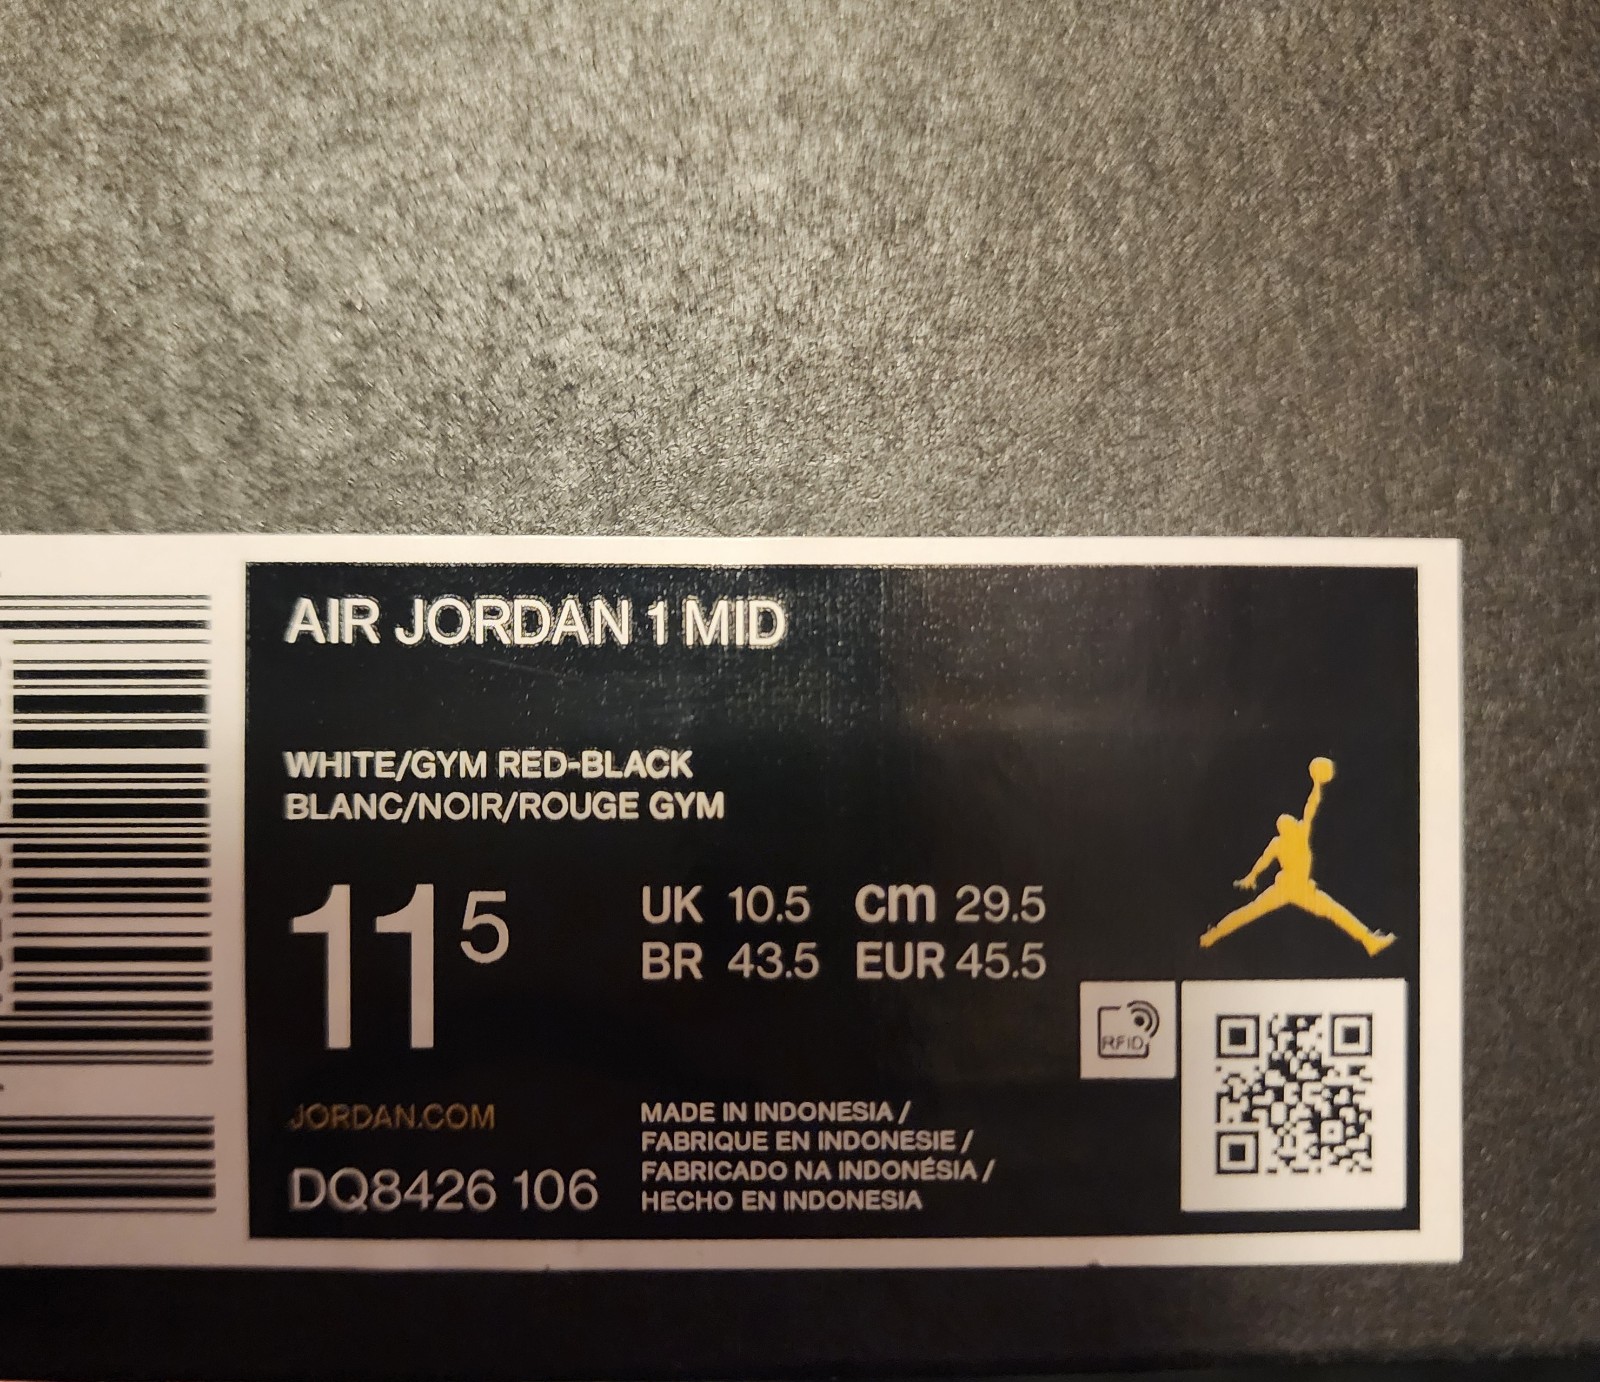 AIR JORDAN 1 MID
WHITE/GYM RED-BLACK
BLANC/NOIR/ROUGE GYM
11 5
UK 10.5 cm 29.5
BR 43.5 EUR 45.5
RFID
JORDAN.COM
DQ8426 106
MADE IN INDONESIA /
FABRIQUE EN INDONESIE /
FABRICADO NA INDONÉSIA /
HECHO EN INDONESIA